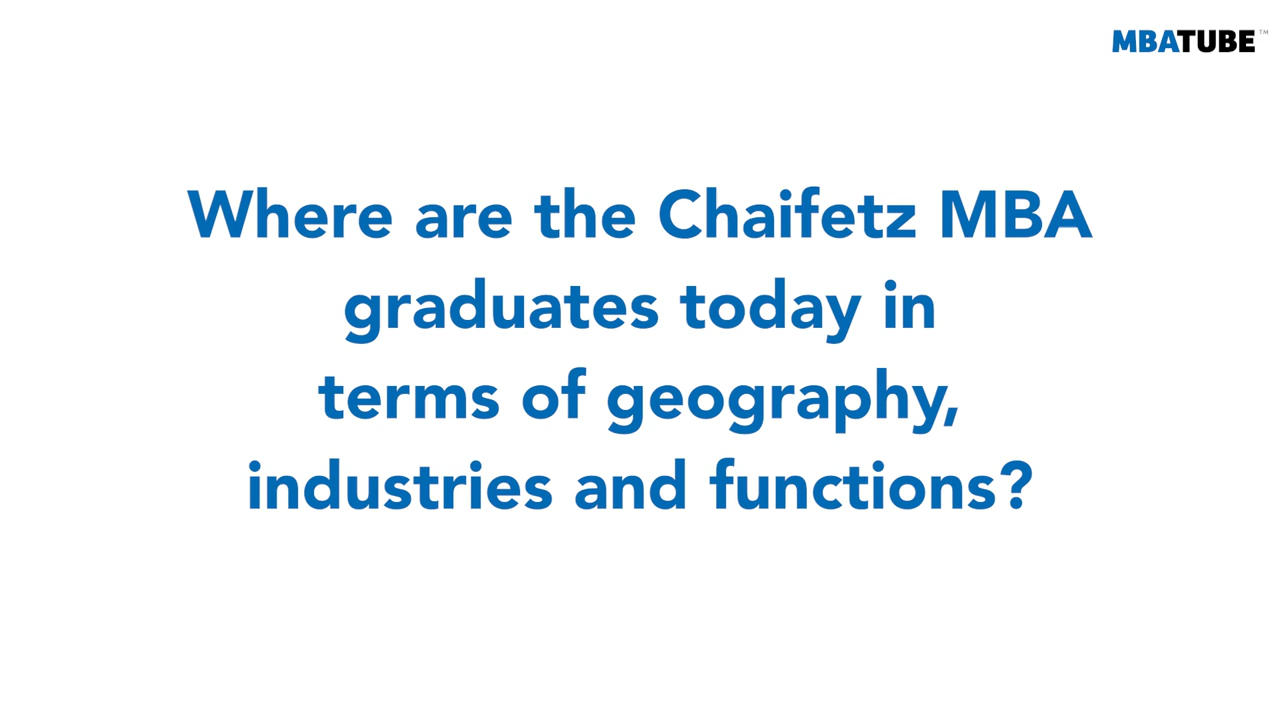 MBATUBE™
Where are the Chaifetz MBA
graduates today in
terms of geography,
industries and functions?